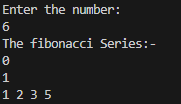 Enter the number:
6
The fibonacci Series:-
0
1
1 2 3 5